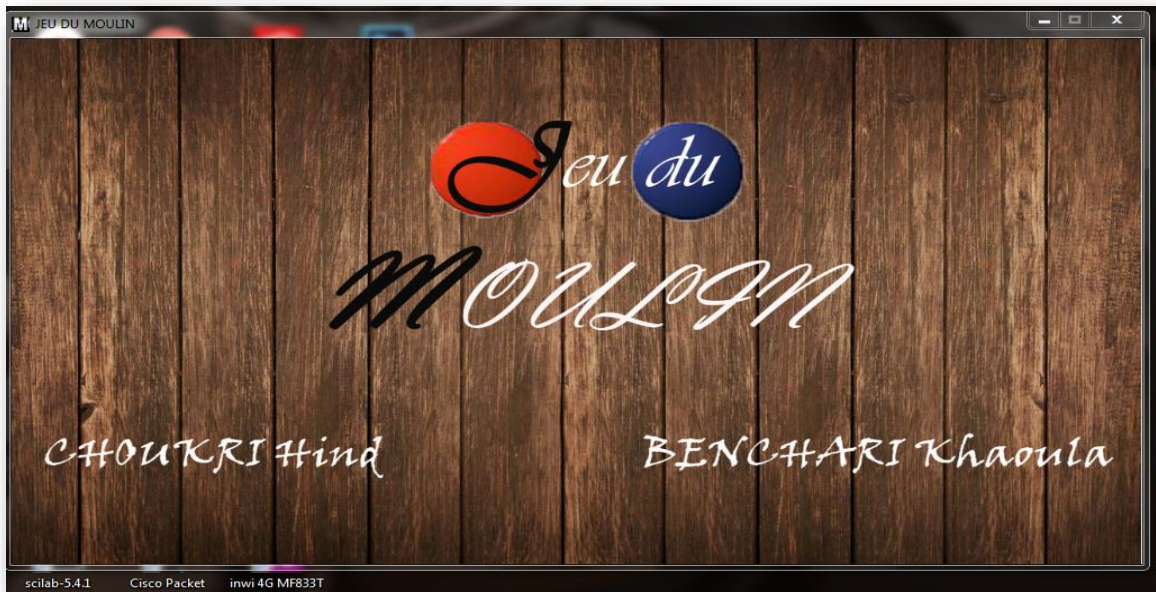 JEU DU MOULIN
Jeu du
MOULIN
CHOUKRI Hind
BENCHARI Khaoula
scilab-5.4.1
Cisco Packet
inwi 4G MF833T